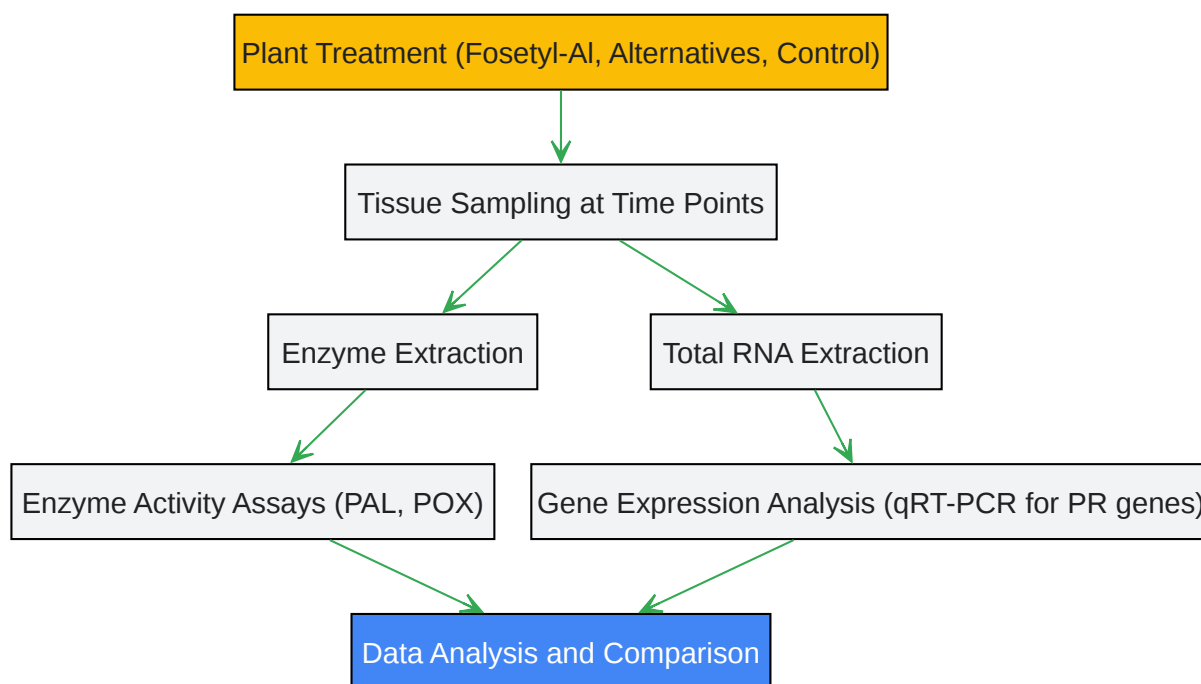 Plant Treatment (Fosetyl-Al, Alternatives, Control)
Tissue Sampling at Time Points
Enzyme Extraction
Total RNA Extraction
Enzyme Activity Assays (PAL, POX)
Gene Expression Analysis (qRT-PCR for PR genes)
Data Analysis and Comparison